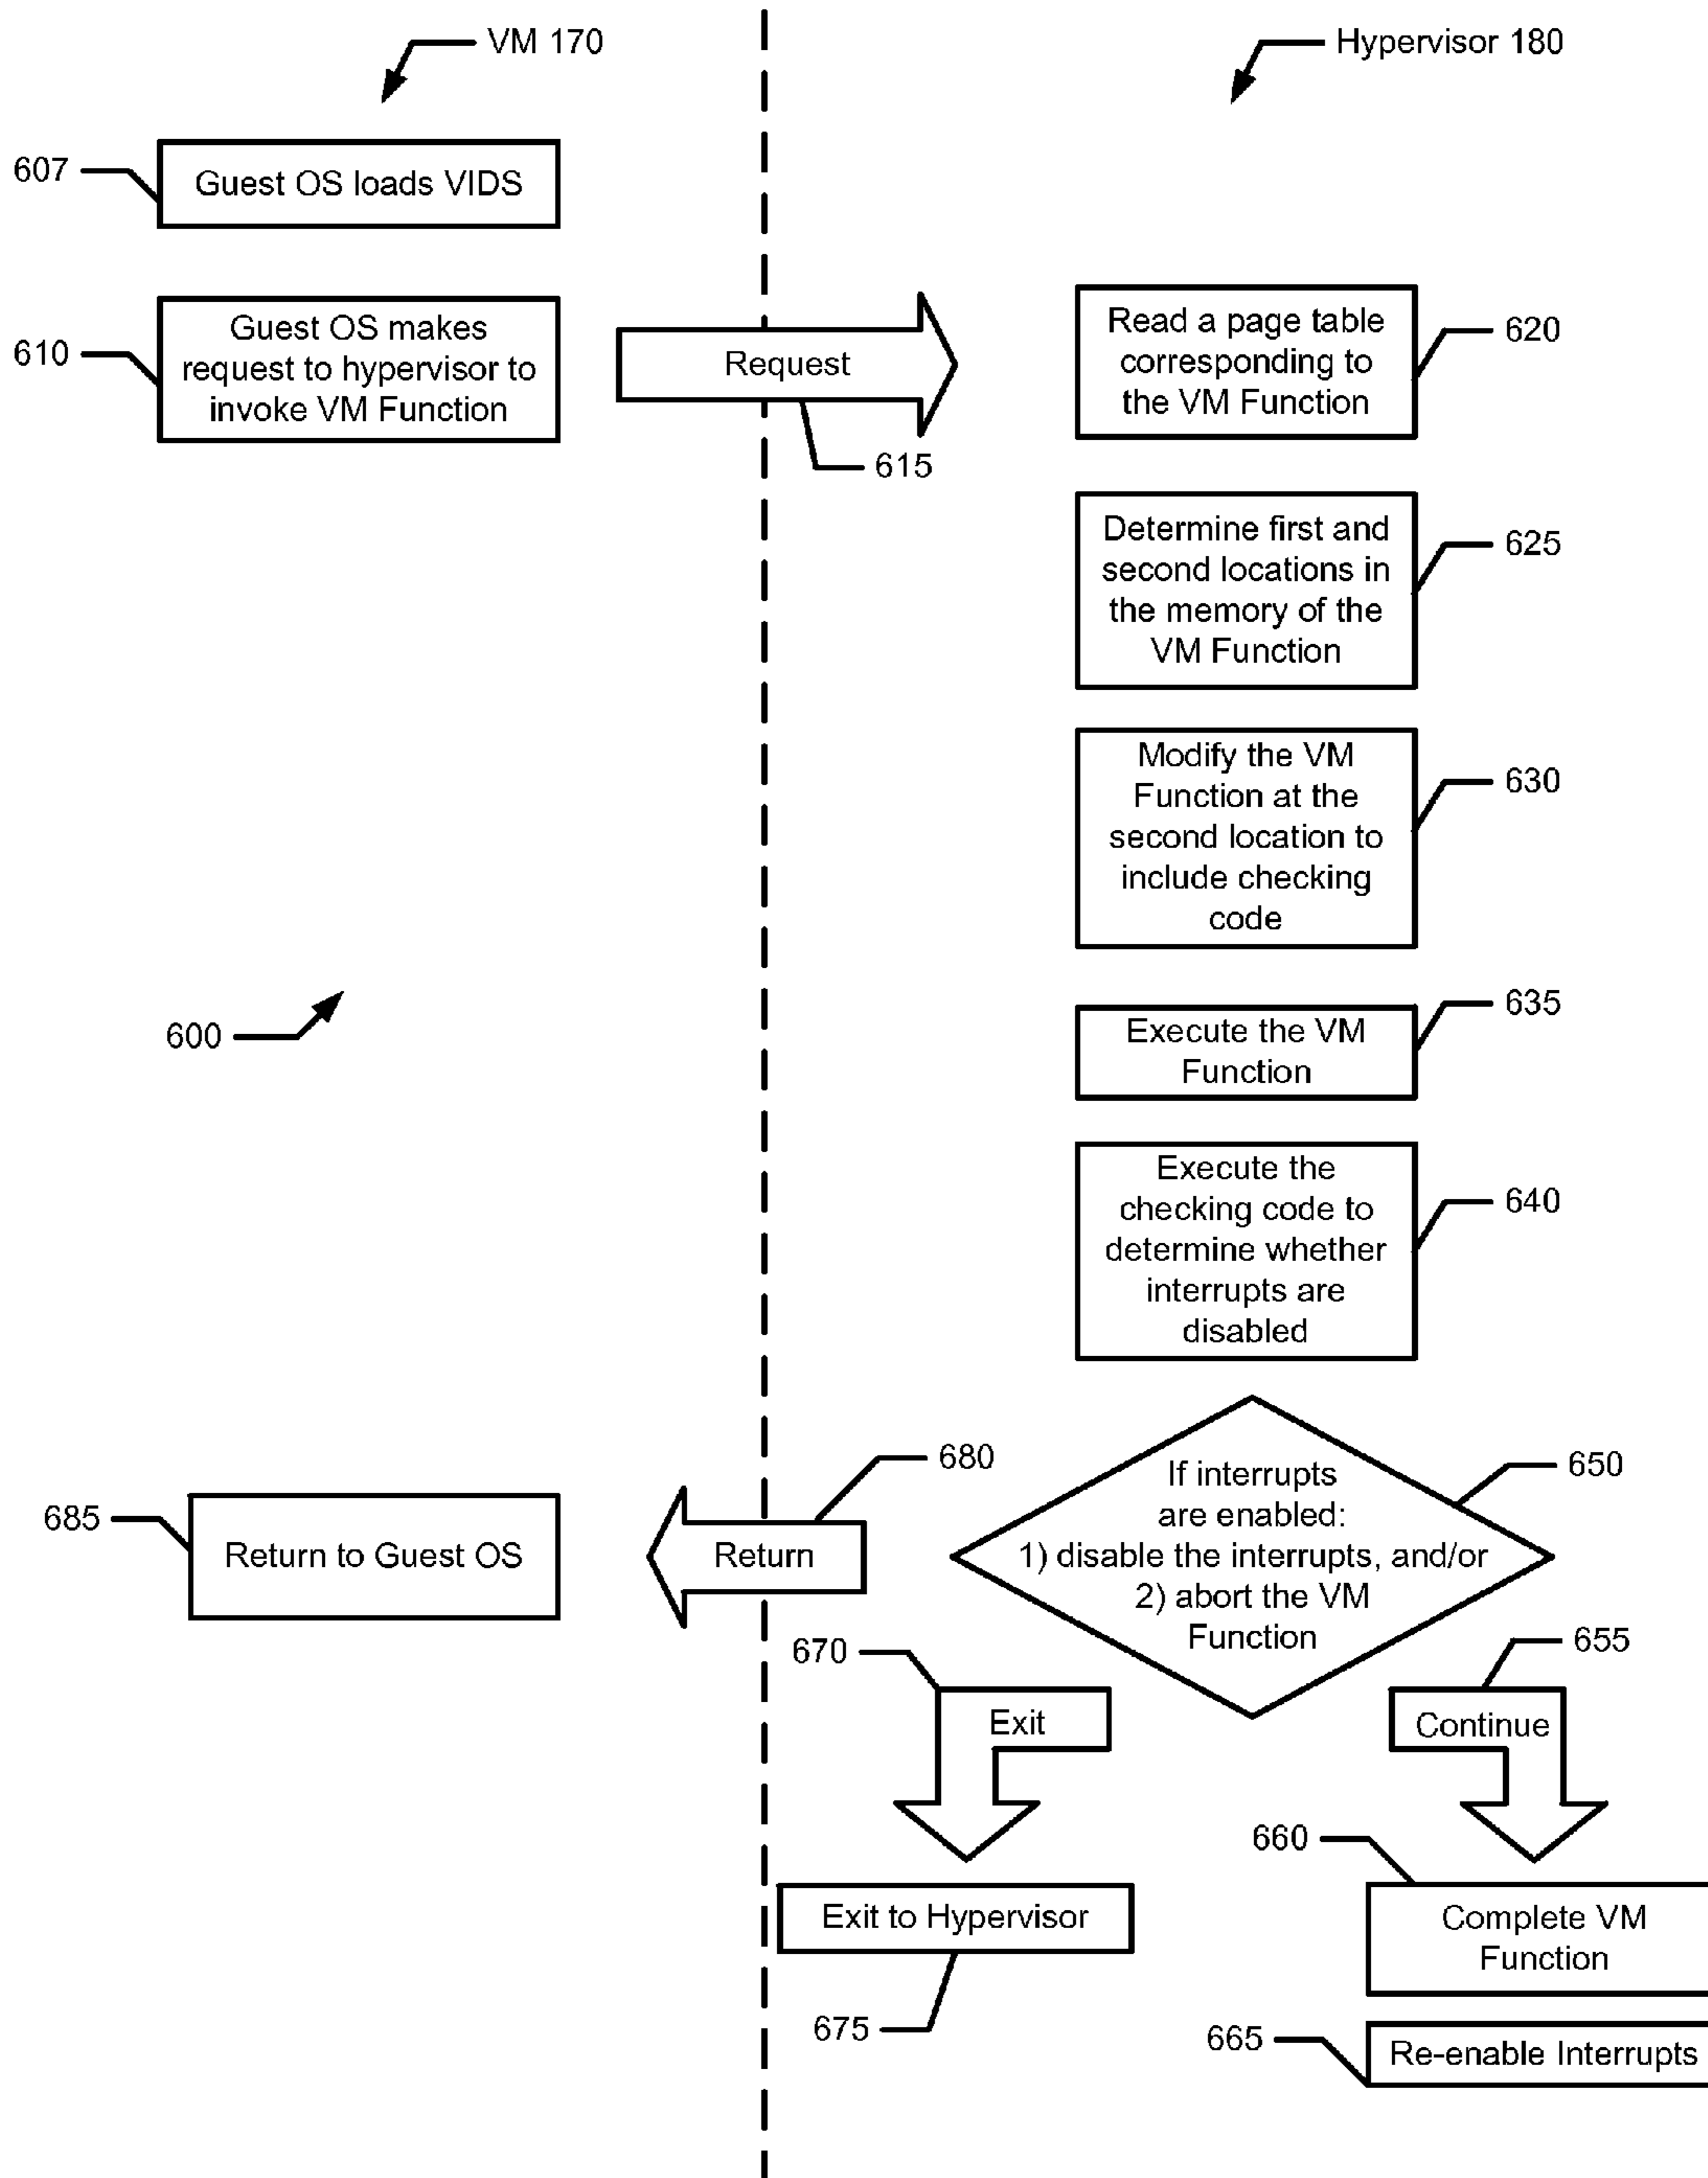 VM 170
Hypervisor 180
607
Guest OS loads VIDS
610
Guest OS makes
request to hypervisor to
invoke VM Function
Request
615
Read a page table
corresponding to
the VM Function
620
Determine first and
second locations in
the memory of the
VM Function
625
Modify the VM
Function at the
second location to
include checking
code
630
600
Execute the VM
Function
635
Execute the
checking code to
determine whether
interrupts are
disabled
640
If interrupts
are enabled:
1) disable the interrupts, and/or
2) abort the VM
Function
650
680
Return
685
Return to Guest OS
670
Exit
655
Continue
Exit to Hypervisor
675
660
Complete VM
Function
665
Re-enable Interrupts